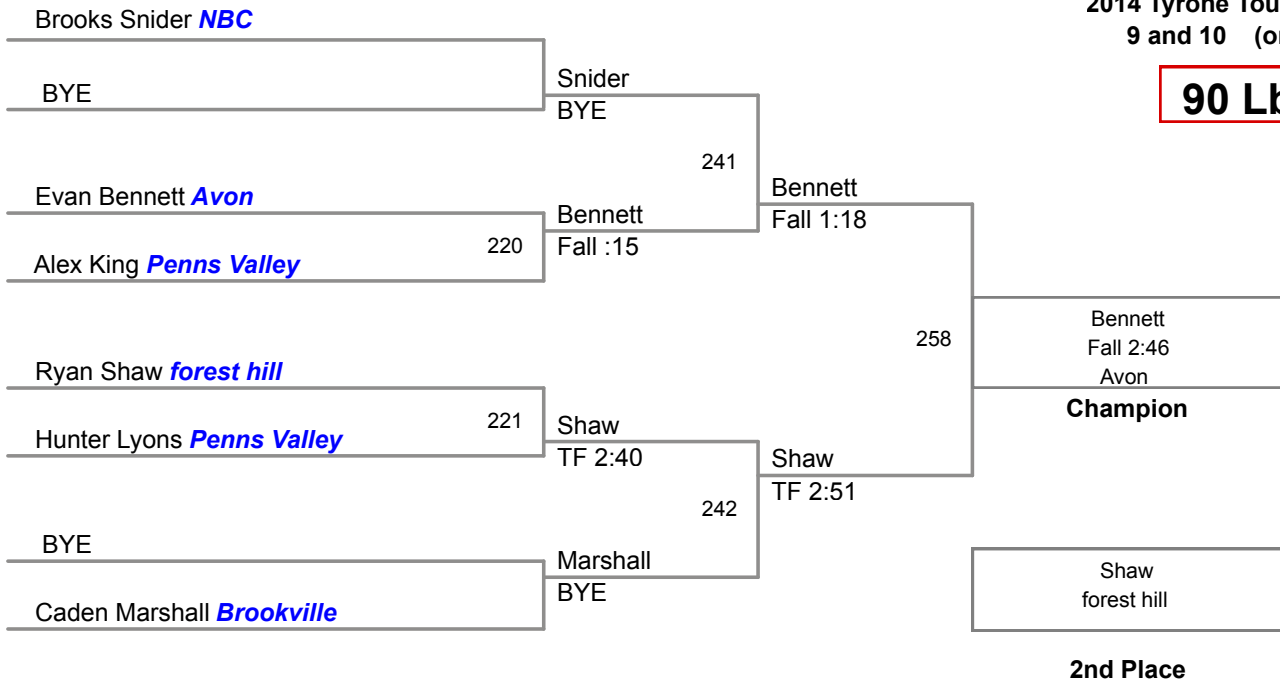 Brooks Snider NBC
2014 Tyrone
9 and 10
90
BYE
Snider
BYE
241
Evan Bennett Avon
Bennett
Fall 1:18
Bennett
Fall :15
220
Alex King Penns Valley
258
Bennett
Fall 2:46
Avon
Champion
Ryan Shaw forest hill
221
Shaw
TF 2:40
Hunter Lyons Penns Valley
Shaw
TF 2:51
242
BYE
Marshall
BYE
Caden Marshall Brookville
Shaw
forest hill
2nd Place